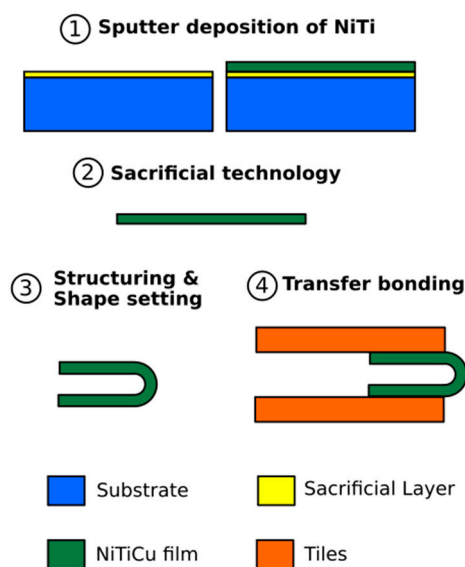 1 Sputter deposition of NiTi
2 Sacrificial technology
3 Structuring &
Shape setting
4 Transfer bonding
Substrate
Sacrificial Layer
NiTiCu film
Tiles